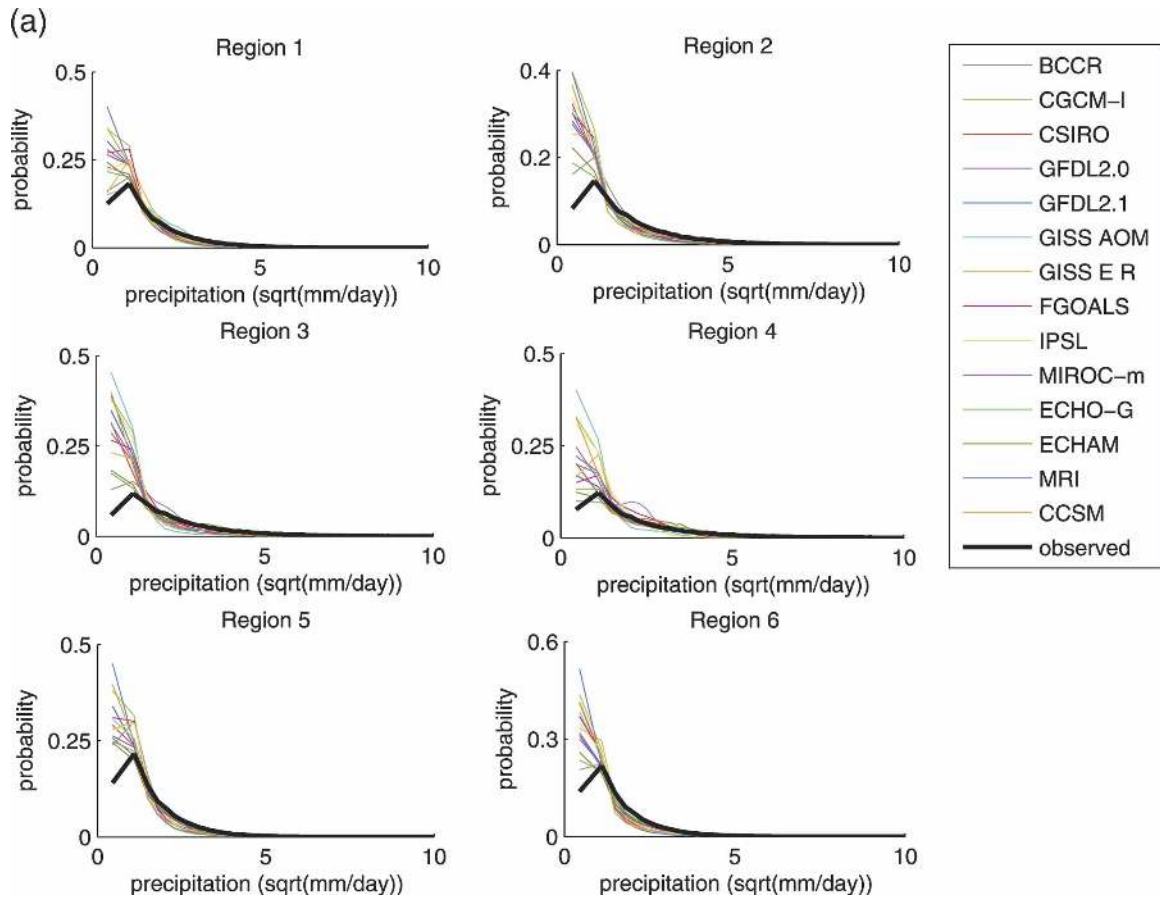 (a)
Region 1
0.5
0.25
0
probability
0 5 10
precipitation (sqrt(mm/day))
Region 2
0.4
0.2
0
probability
0 5 10
precipitation (sqrt(mm/day))
Region 3
0.5
0.25
0
probability
0 5 10
precipitation (sqrt(mm/day))
Region 4
0.5
0.25
0
probability
0 5 10
precipitation (sqrt(mm/day))
Region 5
0.5
0.25
0
probability
0 5 10
precipitation (sqrt(mm/day))
Region 6
0.6
0.3
0
probability
0 5 10
precipitation (sqrt(mm/day))
BCCR
CGCM-I
CSIRO
GFDL2.0
GFDL2.1
GISS AOM
GISS E R
FGOALS
IPSL
MIROC-m
ECHO-G
ECHAM
MRI
CCSM
observed